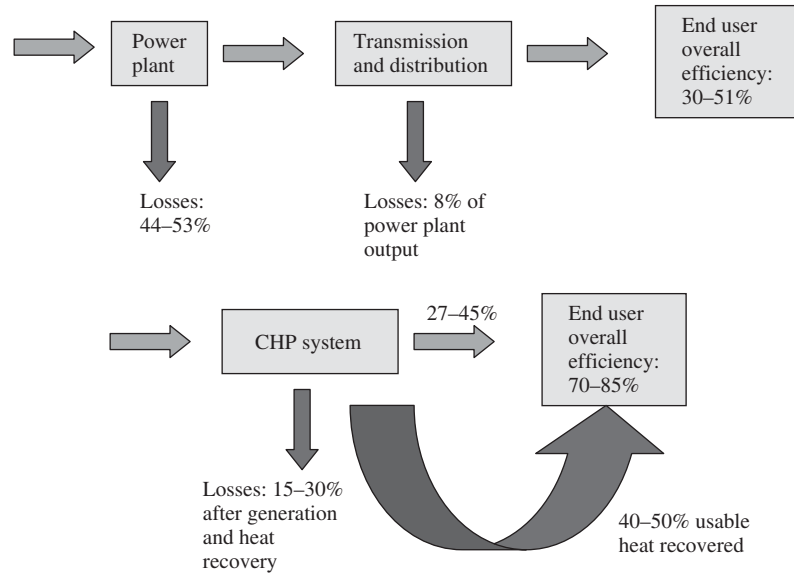 Power
plant
Transmission
and distribution
End user
overall
efficiency:
30–51%
Losses:
44–53%
Losses: 8% of
power plant
output
CHP system
27–45%
End user
overall
efficiency:
70–85%
Losses: 15–30%
after generation
and heat
recovery
40–50% usable
heat recovered